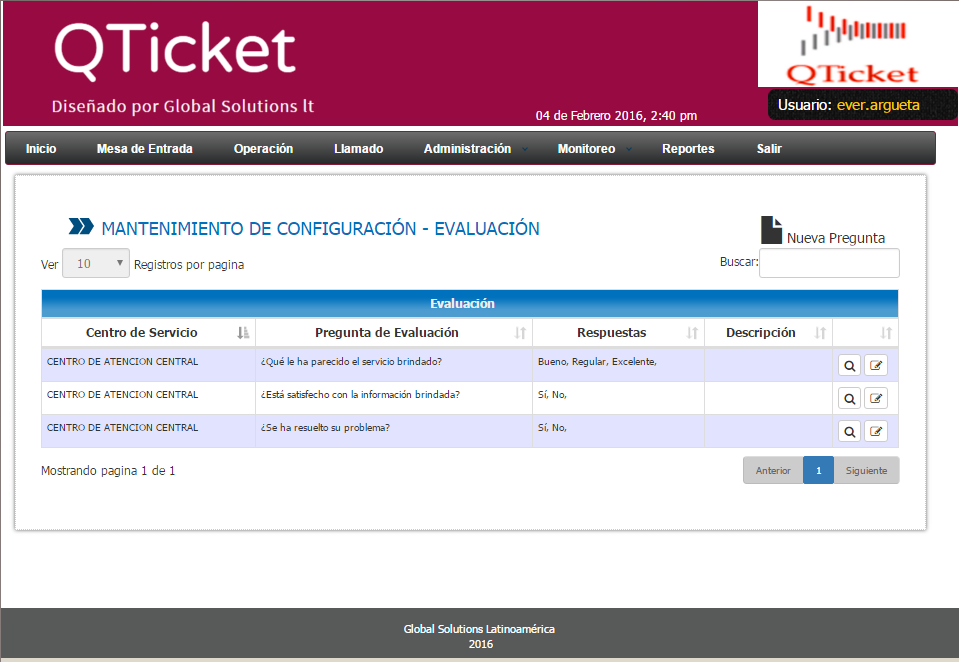 QTicket
Diseñado por Global Solutions It
04 de Febrero 2016, 2:40 pm
QTicket
Usuario: ever.argueta
Inicio Mesa de Entrada Operación Llamado Administración Monitoreo Reportes Salir
MANTENIMIENTO DE CONFIGURACIÓN - EVALUACIÓN
Nueva Pregunta
Ver 10 Registros por pagina
Buscar:
Evaluación
Centro de Servicio Pregunta de Evaluación Respuestas Descripción
CENTRO DE ATENCION CENTRAL ¿Qué le ha parecido el servicio brindado? Bueno, Regular, Excelente,
CENTRO DE ATENCION CENTRAL ¿Está satisfecho con la información brindada? Sí, No,
CENTRO DE ATENCION CENTRAL ¿Se ha resuelto su problema? Sí, No,
Mostrando pagina 1 de 1
Anterior 1 Siguiente
Global Solutions Latinoamérica
2016